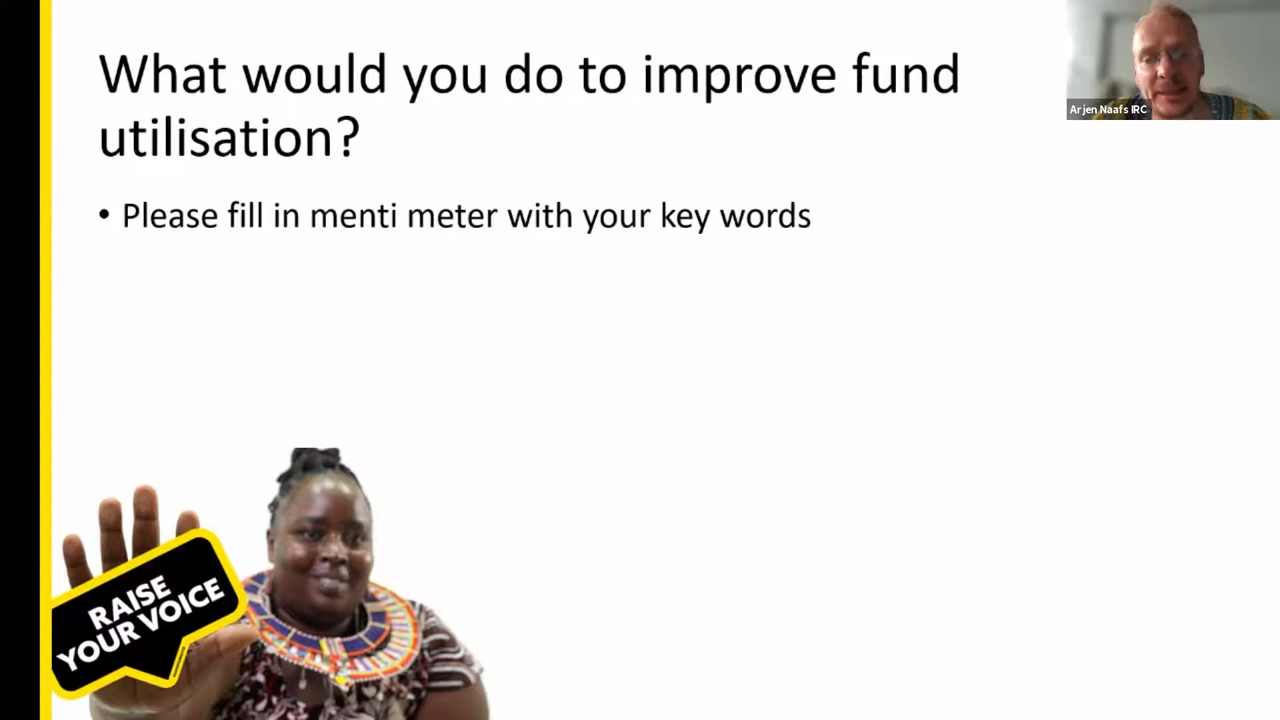 What would you do to improve fund
utilisation?
• Please fill in menti meter with your key words
Arjen Naafs IRC
RAISE
YOUR VOICE